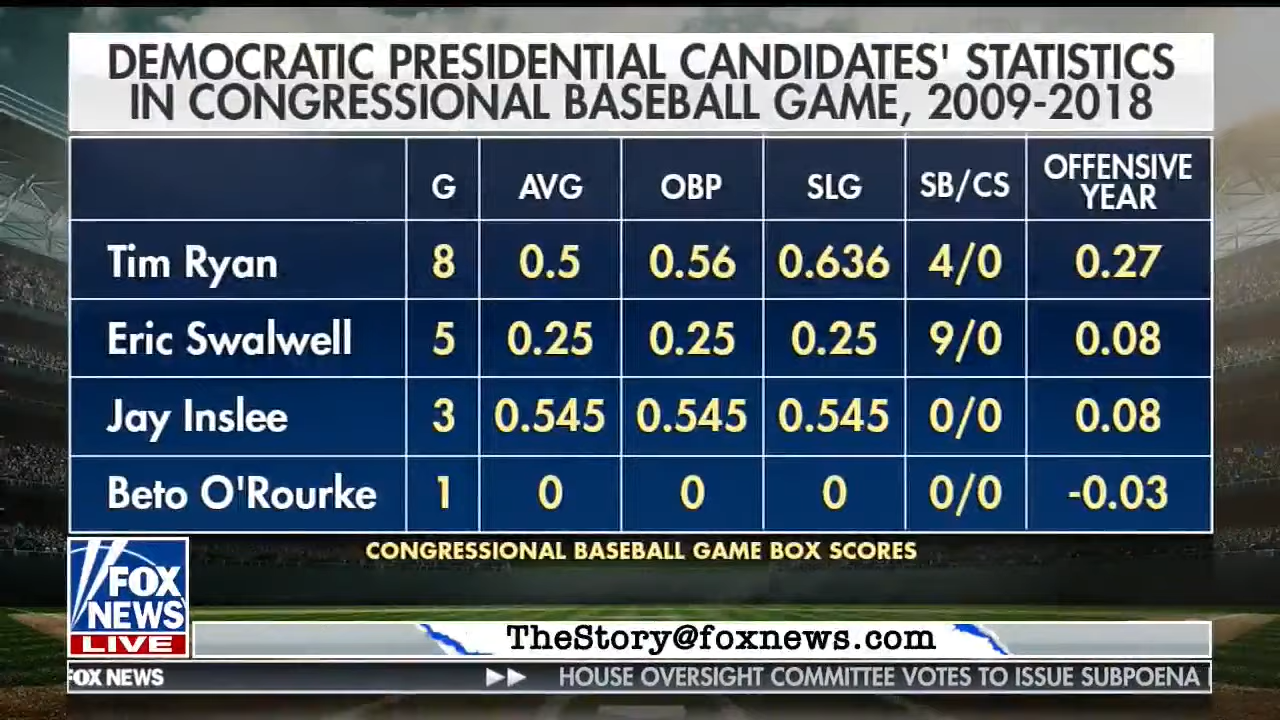 DEMOCRATIC PRESIDENTIAL CANDIDATES' STATISTICS
IN CONGRESSIONAL BASEBALL GAME, 2009-2018
G AVG OBP SLG SB/CS OFFENSIVE YEAR
Tim Ryan 8 0.5 0.56 0.636 4/0 0.27
Eric Swalwell 5 0.25 0.25 0.25 9/0 0.08
Jay Inslee 3 0.545 0.545 0.545 0/0 0.08
Beto O'Rourke 1 0 0 0 0/0 -0.03
CONGRESSIONAL BASEBALL GAME BOX SCORES
FOX
NEWS
LIVE
TheStory@foxnews.com
FOX NEWS HOUSE OVERSIGHT COMMITTEE VOTES TO ISSUE SUBPOENA